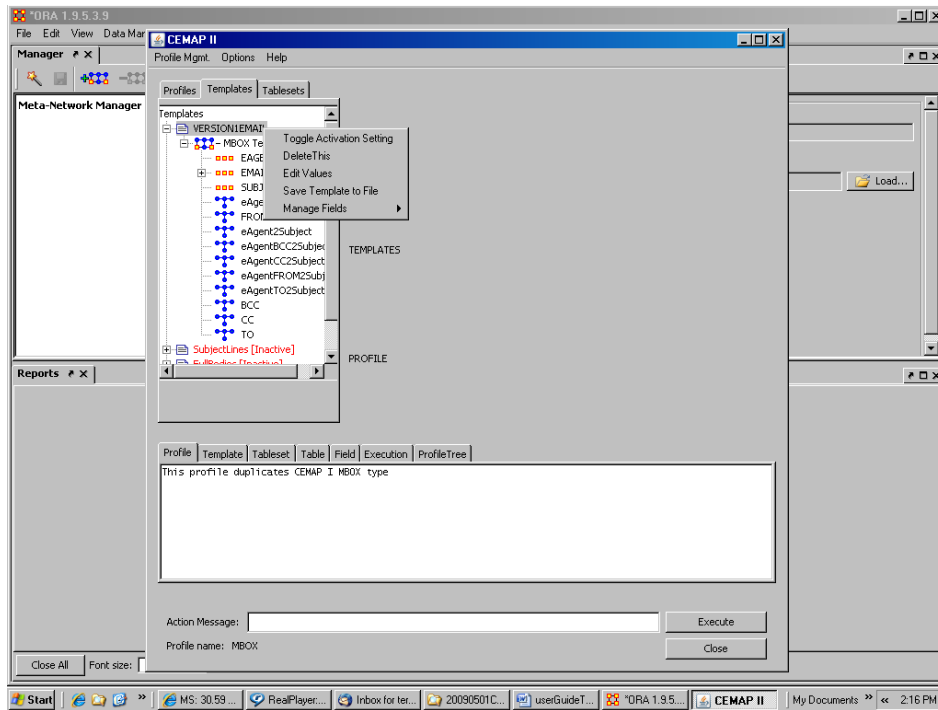 *ORA 1.9.5.3.9
File Edit View Data Mar
Manager
Meta-Network Manager
Load...
CEMAP II
Profile Mgmt. Options Help
Profiles Templates Tablesets
Templates
VERSION1EMAI
MBOX Te
EAGE
EMAI
SUBJ
eAge
FROM
eAgent2Subject
eAgentBCC2Subjec
eAgentCC2Subject
eAgentFROM2Subj
eAgentTO2Subject
BCC
CC
TO
SubjectLines [Inactive]
FullBodies [Inactive]
Toggle Activation Setting
DeleteThis
Edit Values
Save Template to File
Manage Fields
TEMPLATES
PROFILE
Reports
Profile Template Tableset Table Field Execution ProfileTree
This profile duplicates CEMAP I MBOX type
Action Message:
Execute
Profile name: MBOX
Close
Close All Font size:
Start » MS: 30.59 ... RealPlayer:... Inbox for ter... 20090501C... userGuideT... *ORA 1.9.5.... CEMAP II My Documents » « 2:16 PM